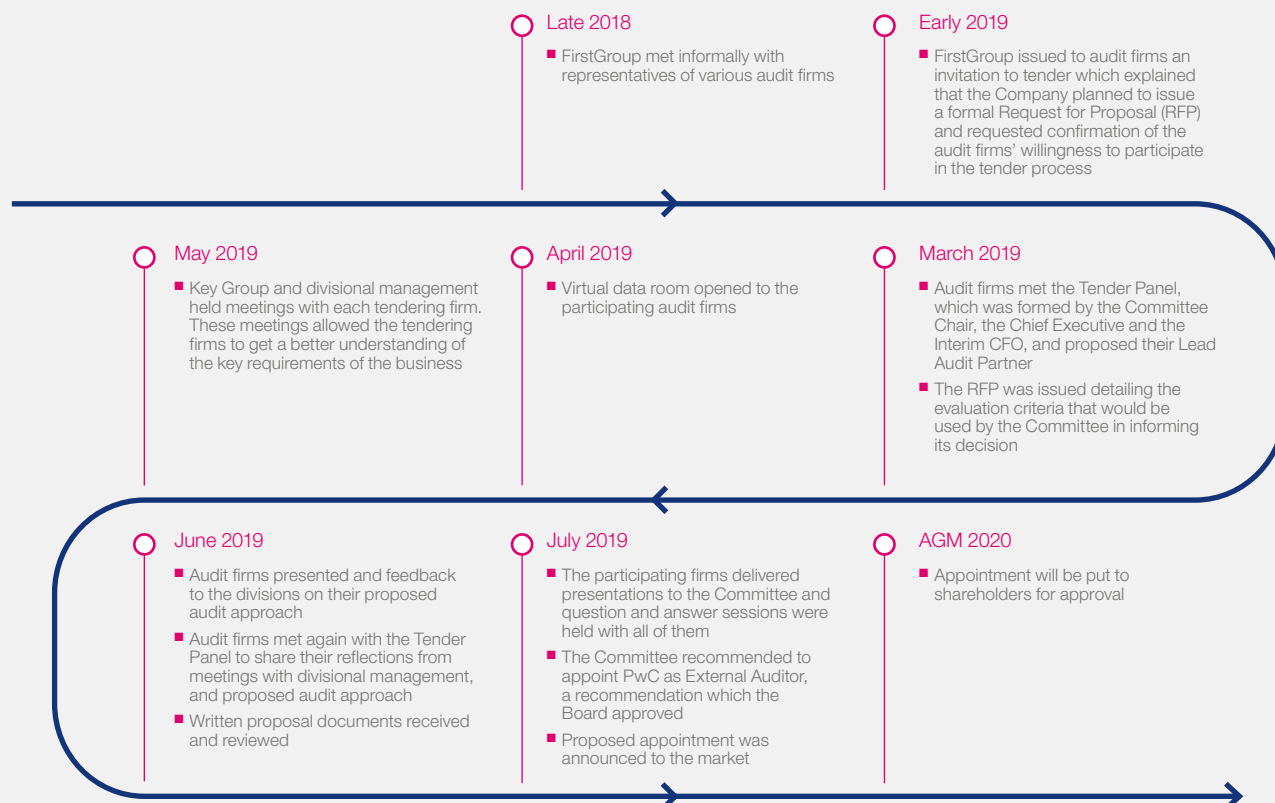 Late 2018
■ FirstGroup met informally with
representatives of various audit firms
Early 2019
■ FirstGroup issued to audit firms an
invitation to tender which explained
that the Company planned to issue
a formal Request for Proposal (RFP)
and requested confirmation of the
audit firms’ willingness to participate
in the tender process
March 2019
■ Audit firms met the Tender Panel,
which was formed by the Committee
Chair, the Chief Executive and the
Interim CFO, and proposed their Lead
Audit Partner
■ The RFP was issued detailing the
evaluation criteria that would be
used by the Committee in informing
its decision
April 2019
■ Virtual data room opened to the
participating audit firms
May 2019
■ Key Group and divisional management
held meetings with each tendering firm.
These meetings allowed the tendering
firms to get a better understanding of
the key requirements of the business
June 2019
■ Audit firms presented and feedback
to the divisions on their proposed
audit approach
■ Audit firms met again with the Tender
Panel to share their reflections from
meetings with divisional management,
and proposed audit approach
■ Written proposal documents received
and reviewed
July 2019
■ The participating firms delivered
presentations to the Committee and
question and answer sessions were
held with all of them
■ The Committee recommended to
appoint PwC as External Auditor,
a recommendation which the
Board approved
■ Proposed appointment was
announced to the market
AGM 2020
■ Appointment will be put to
shareholders for approval